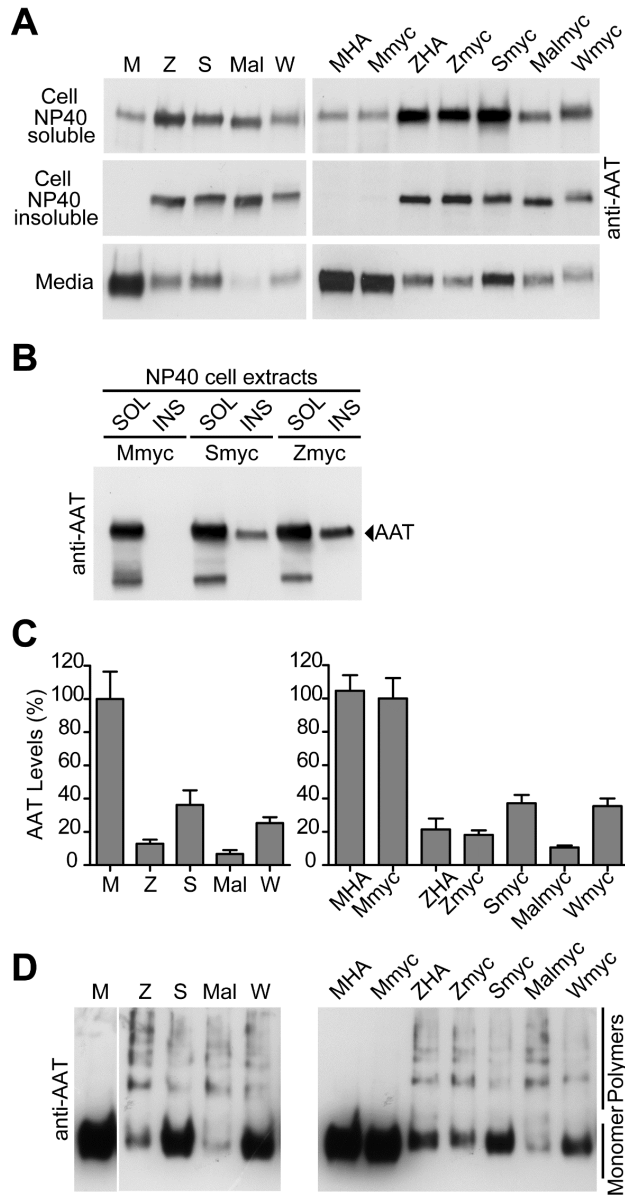 A
M Z S Mal W
MHA Mmyc ZHA Zmyc Smyc Malmyc Wmyc
Cell
NP40
soluble
Cell
NP40
insoluble
Media
anti-AAT
B
NP40 cell extracts
SOL INS SOL INS SOL INS
Mmyc Smyc Zmyc
anti-AAT
AAT
C
AAT Levels (%)
120
100
80
60
40
20
0
M Z S Mal W
120
100
80
60
40
20
0
MHA Mmyc ZHA Zmyc Smyc Malmyc Wmyc
D
M Z S Mal W
MHA Mmyc ZHA Zmyc Smyc Malmyc Wmyc
anti-AAT
Polymers
Monomer